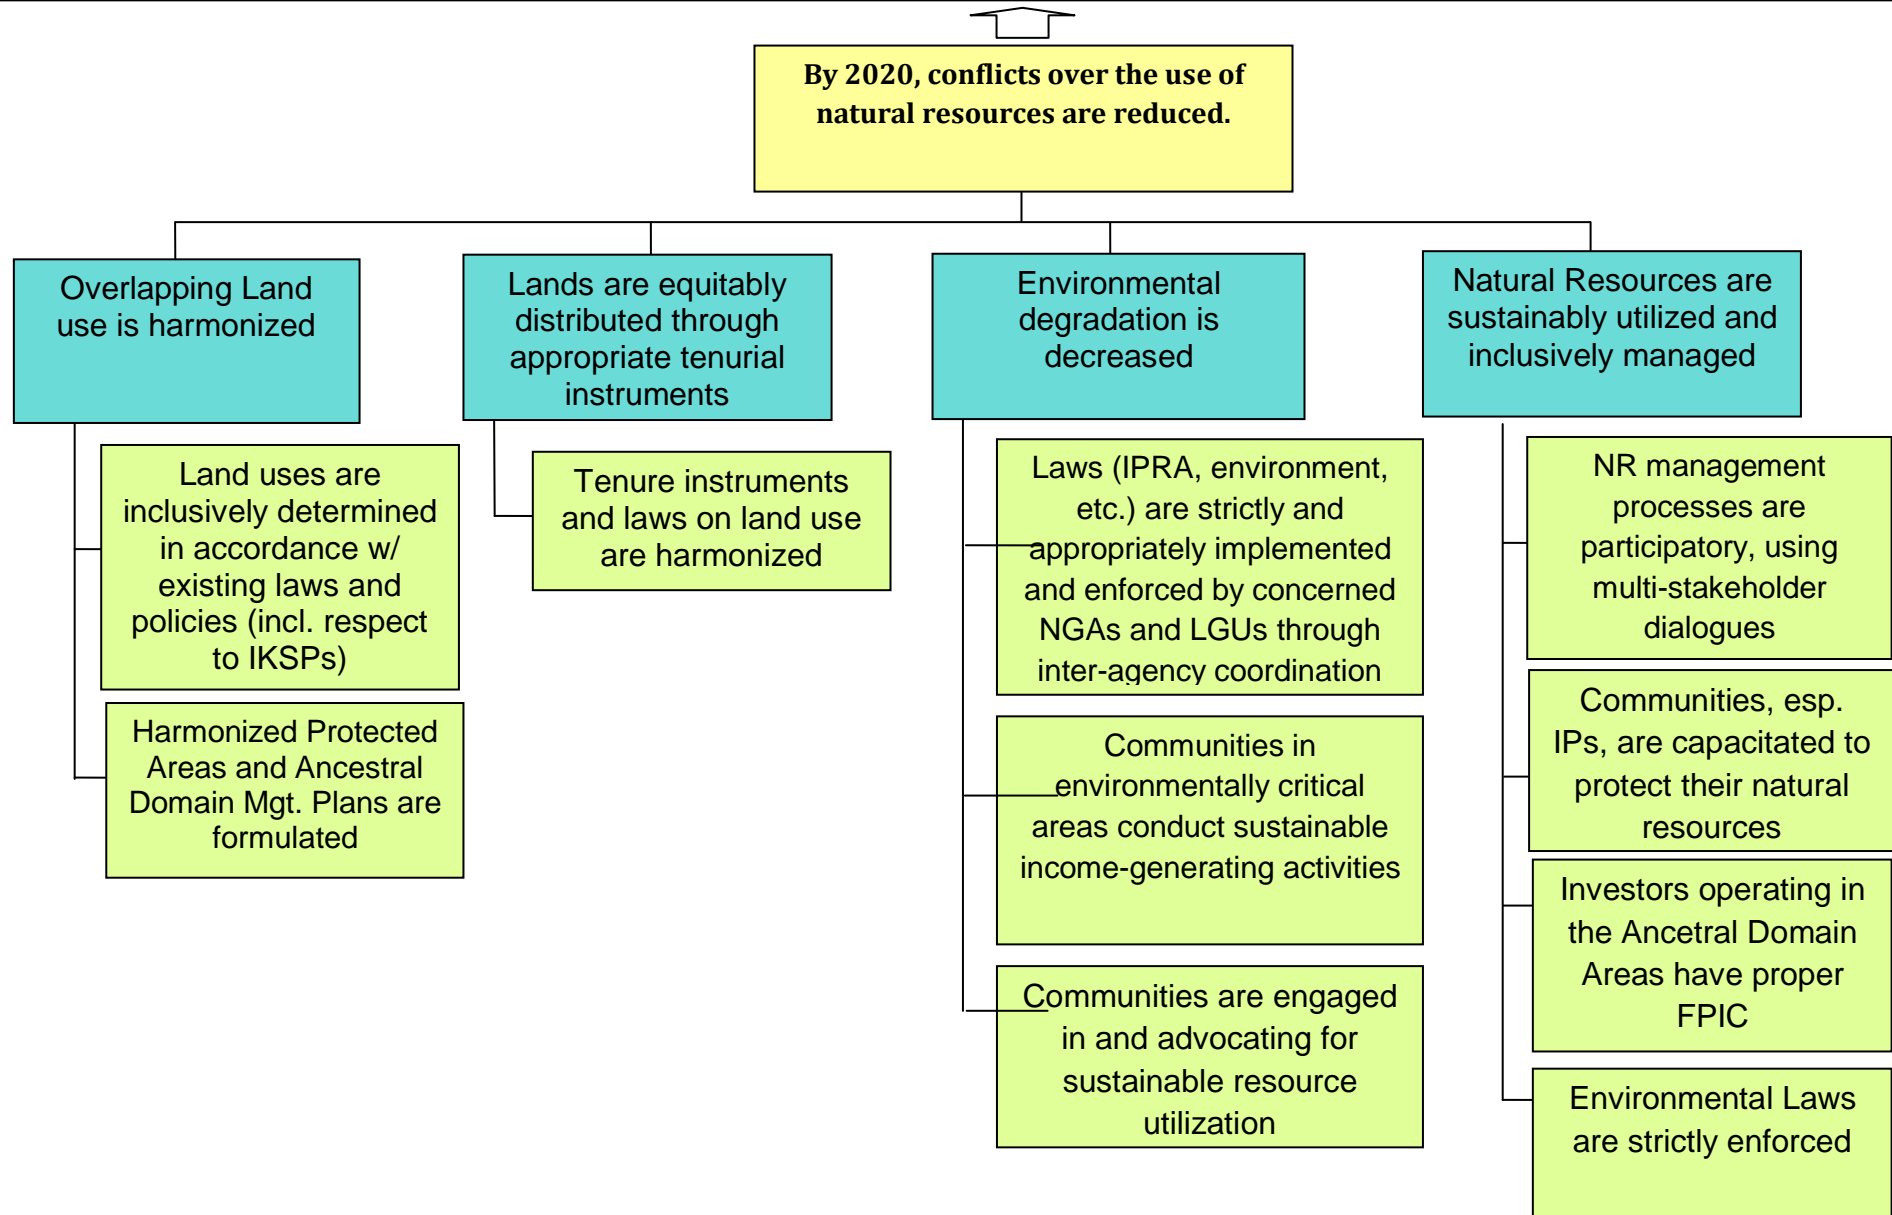 By 2020, conflicts over the use of
natural resources are reduced.
Overlapping Land
use is harmonized
Land uses are
inclusively determined
in accordance w/
existing laws and
policies (incl. respect
to IKSPs)
Harmonized Protected
Areas and Ancestral
Domain Mgt. Plans are
formulated
Lands are equitably
distributed through
appropriate tenurial
instruments
Tenure instruments
and laws on land use
are harmonized
Environmental
degradation is
decreased
Laws (IPRA, environment,
etc.) are strictly and
appropriately implemented
and enforced by concerned
NGAs and LGUs through
inter-agency coordination
Communities in
environmentally critical
areas conduct sustainable
income-generating activities
Communities are engaged
in and advocating for
sustainable resource
utilization
Natural Resources are
sustainably utilized and
inclusively managed
NR management
processes are
participatory, using
multi-stakeholder
dialogues
Communities, esp.
IPs, are capacitated to
protect their natural
resources
Investors operating in
the Ancetral Domain
Areas have proper
FPIC
Environmental Laws
are strictly enforced